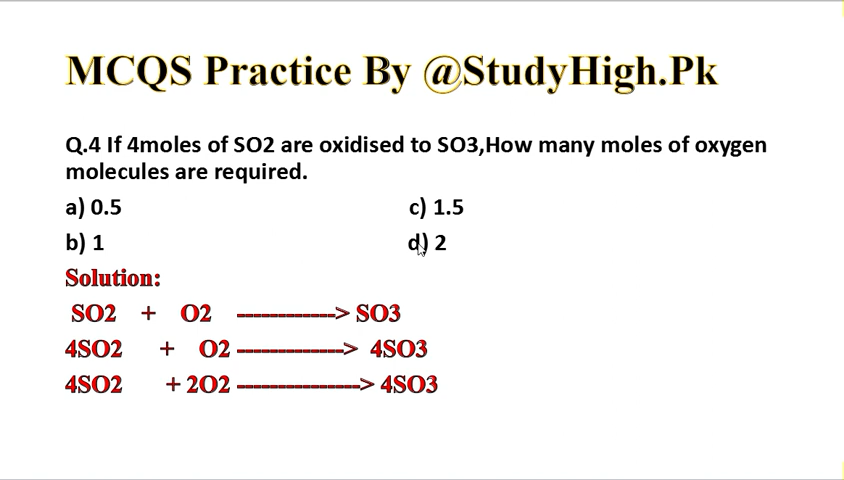 MCQS Practice By @StudyHigh.Pk
Q.4 If 4moles of SO2 are oxidised to SO3,How many moles of oxygen
molecules are required.
a) 0.5 c) 1.5
b) 1 d) 2
Solution:
SO2 + O2 -------------> SO3
4SO2 + O2 --------------> 4SO3
4SO2 + 2O2 ----------------> 4SO3